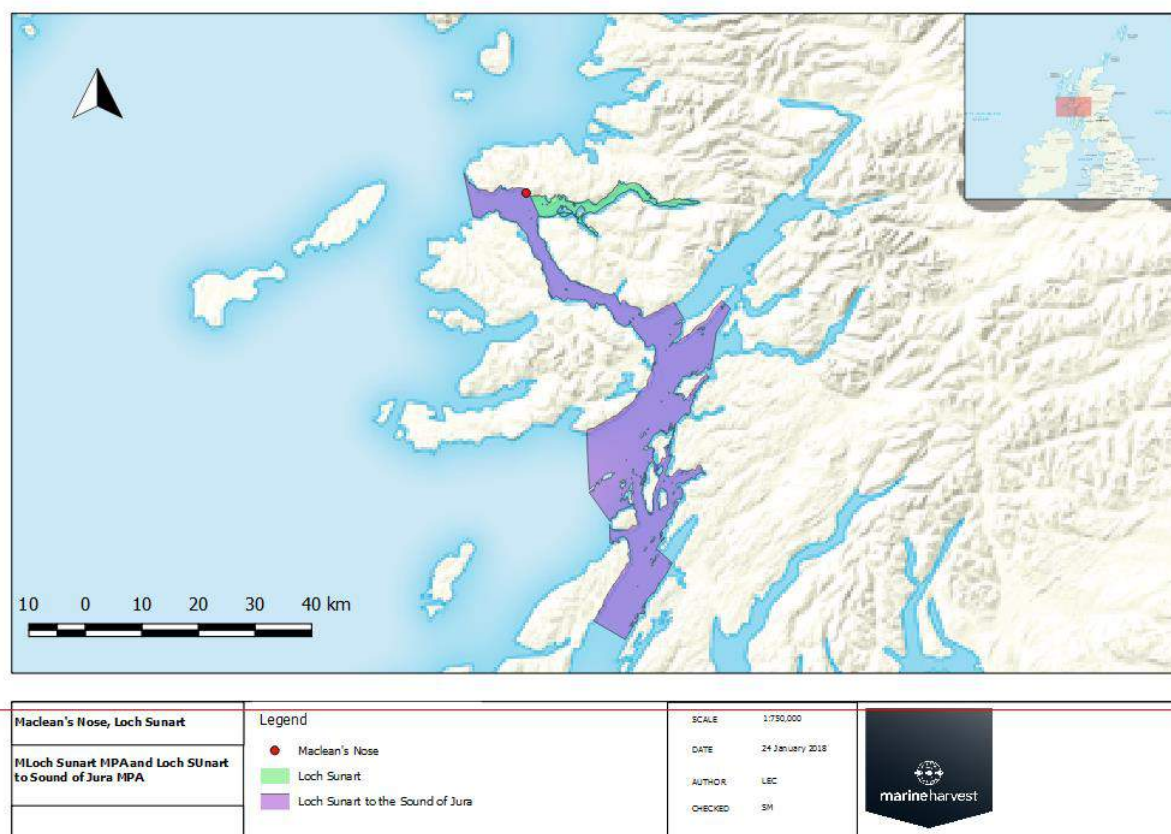 10 0 10 20 30 40 km
Maclean's Nose, Loch Sunart
MLoch Sunart MPA and Loch SUnart
to Sound of Jura MPA
Legend
Maclean's Nose
Loch Sunart
Loch Sunart to the Sound of Jura
SCALE 1:750,000
DATE 24 January 2018
AUTHOR LEC
CHECKED SM
marineharvest